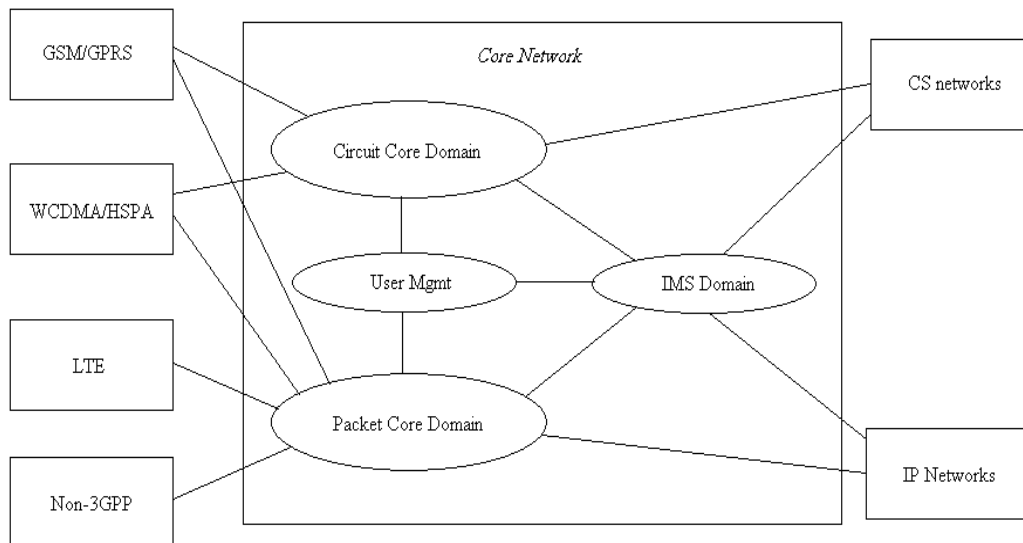 GSM/GPRS
Core Network
CS networks
Circuit Core Domain
WCDMA/HSPA
User Mgmt
IMS Domain
LTE
Packet Core Domain
IP Networks
Non-3GPP